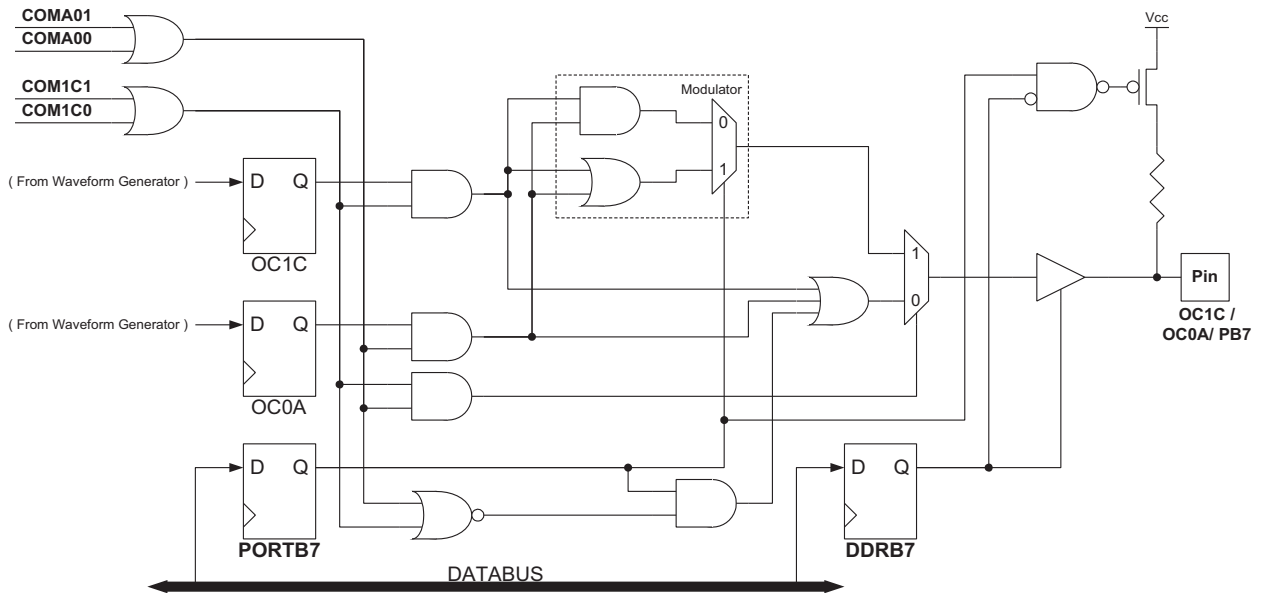 COMA01
COMA00
COM1C1
COM1C0
Vcc
Modulator
0
1
( From Waveform Generator )
D Q
OC1C
1
0
Pin
OC1C /
OC0A/ PB7
( From Waveform Generator )
D Q
OC0A
D Q
PORTB7
D Q
DDRB7
DATABUS